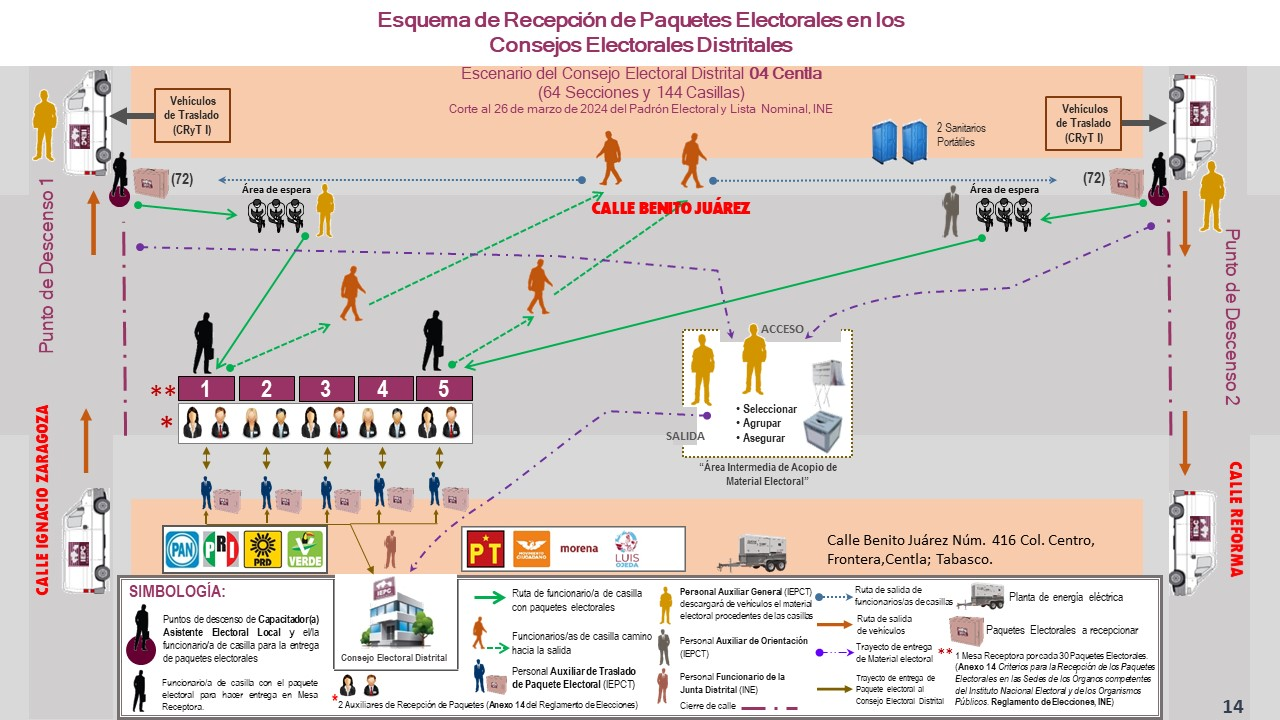 Esquema de Recepción de Paquetes Electorales en los
Consejos Electorales Distritales
Escenario del Consejo Electoral Distrital 04 Centla
(64 Secciones y 144 Casillas)
Corte al 26 de marzo de 2024 del Padrón Electoral y Lista Nominal, INE
Vehículos
de Traslado
(CRyT I)
Vehículos
de Traslado
(CRyT I)
2 Sanitarios
Portátiles
(72)
Área de espera
CALLE BENITO JUÁREZ
Área de espera
(72)
Punto de Descenso 1
Punto de Descenso 2
ACCESO
** 1 2 3 4 5
*
• Seleccionar
• Agrupar
• Asegurar
SALIDA
“Área Intermedia de Acopio de
Material Electoral”
CALLE IGNACIO ZARAGOZA
CALLE REFORMA
PAN PRI PRD VERDE
PT MOVIMIENTO CIUDADANO morena LUIS OJEDA
Calle Benito Juárez Núm. 416 Col. Centro,
Frontera,Centla; Tabasco.
SIMBOLOGÍA:
Puntos de descenso de Capacitador(a)
Asistente Electoral Local y el/la
funcionario/a de casilla para la entrega
de paquetes electorales
Funcionario/a de casilla con el paquete
electoral para hacer entrega en Mesa
Receptora.
IEPC
Consejo Electoral Distrital
*2 Auxiliares de Recepción de Paquetes (Anexo 14 del Reglamento de Elecciones)
Ruta de funcionario/a de casilla
con paquetes electorales
Funcionarios/as de casilla camino
hacia la salida
Personal Auxiliar de Traslado
de Paquete Electoral (IEPCT)
Personal Auxiliar General (IEPCT)
descargará de vehículos el material
electoral procedentes de las casillas
Personal Auxiliar de Orientación
(IEPCT)
Personal Funcionario de la
Junta Distrital (INE)
Cierre de calle
Ruta de salida de
funcionarios/as de casillas
Ruta de salida
de vehículos
Trayecto de entrega
de Material electoral
Trayecto de entrega de
Paquete electoral al
Consejo Electoral Distrital
Planta de energía eléctrica
Paquetes Electorales a recepcionar
** 1 Mesa Receptora por cada 30 Paquetes Electorales.
(Anexo 14 Criterios para la Recepción de los Paquetes
Electorales en las Sedes de los Órganos competentes
del Instituto Nacional Electoral y de los Organismos
Públicos. Reglamento de Elecciones, INE)
14